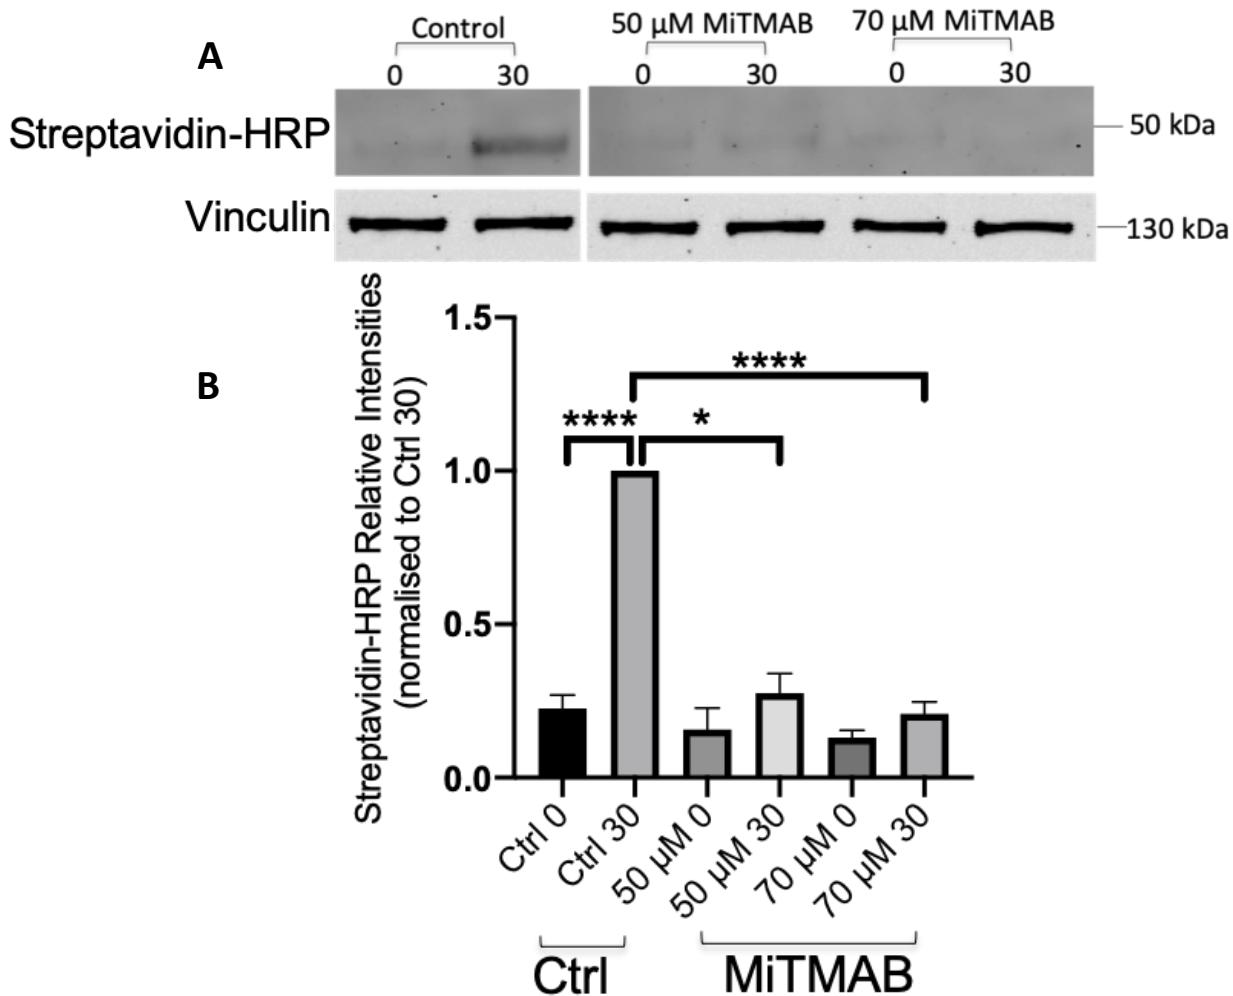 A
Control
50 µM MiTMAB
70 µM MiTMAB
0 30 0 30 0 30
Streptavidin-HRP
50 kDa
Vinculin
130 kDa
B
Streptavidin-HRP Relative Intensities
(normalised to Ctrl 30)
1.5
1.0
0.5
0.0
****
**** *
Ctrl 0
Ctrl 30
50 µM 0
50 µM 30
70 µM 0
70 µM 30
Ctrl
MiTMAB